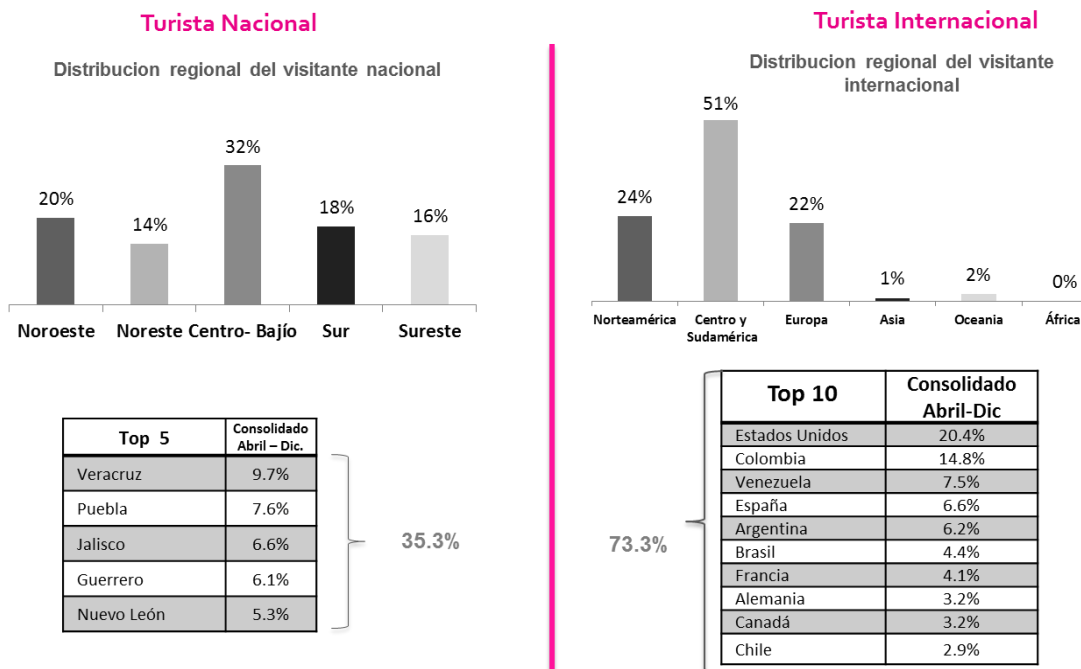 Turista Nacional
Distribucion regional del visitante nacional
20%
14%
32%
18%
16%
Noroeste
Noreste
Centro- Bajío
Sur
Sureste
Top 5
Consolidado
Abril – Dic.
Veracruz 9.7%
Puebla 7.6%
Jalisco 6.6%
Guerrero 6.1%
Nuevo León 5.3%
35.3%
Turista Internacional
Distribucion regional del visitante
internacional
24%
51%
22%
1%
2%
0%
Norteamérica
Centro y
Sudamérica
Europa
Asia
Oceania
África
Top 10
Consolidado
Abril-Dic
Estados Unidos 20.4%
Colombia 14.8%
Venezuela 7.5%
España 6.6%
Argentina 6.2%
Brasil 4.4%
Francia 4.1%
Alemania 3.2%
Canadá 3.2%
Chile 2.9%
73.3%